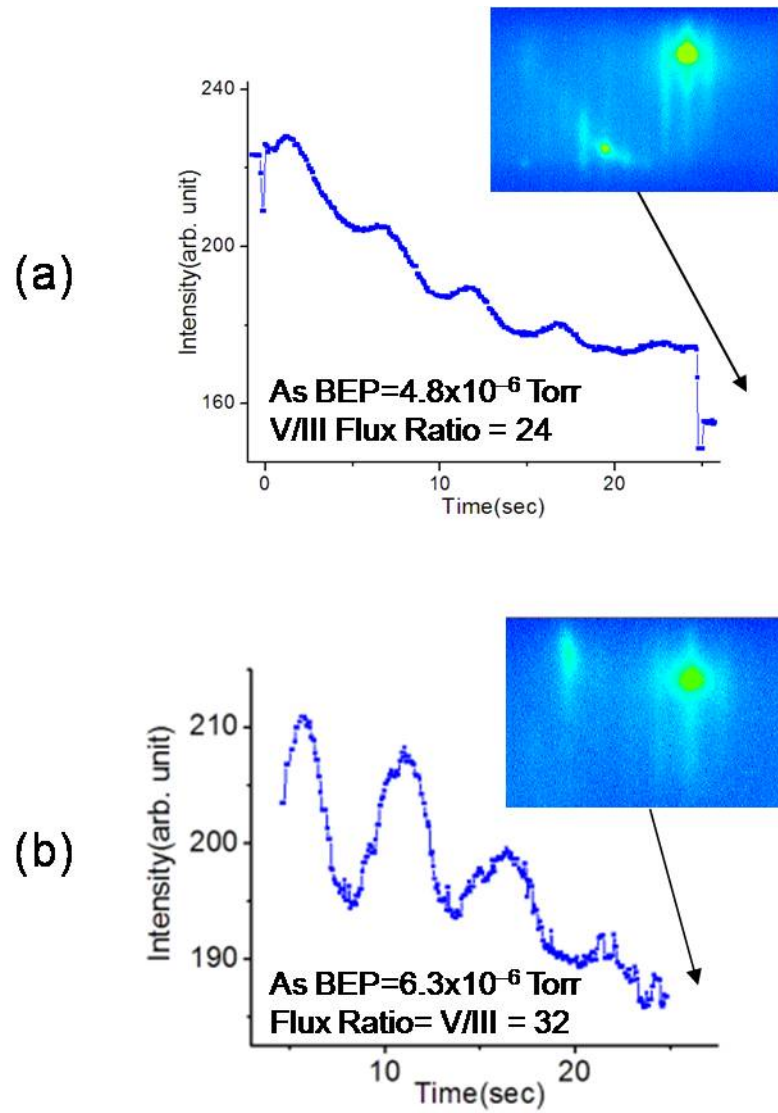 (a)
Intensity(arb. unit)
240
200
160
As BEP=4.8x10⁻⁶ Torr
V/III Flux Ratio = 24
0
10
20
Time(sec)
(b)
Intensity(arb. unit)
210
200
190
As BEP=6.3x10⁻⁶ Torr
Flux Ratio= V/III = 32
10
20
Time(sec)